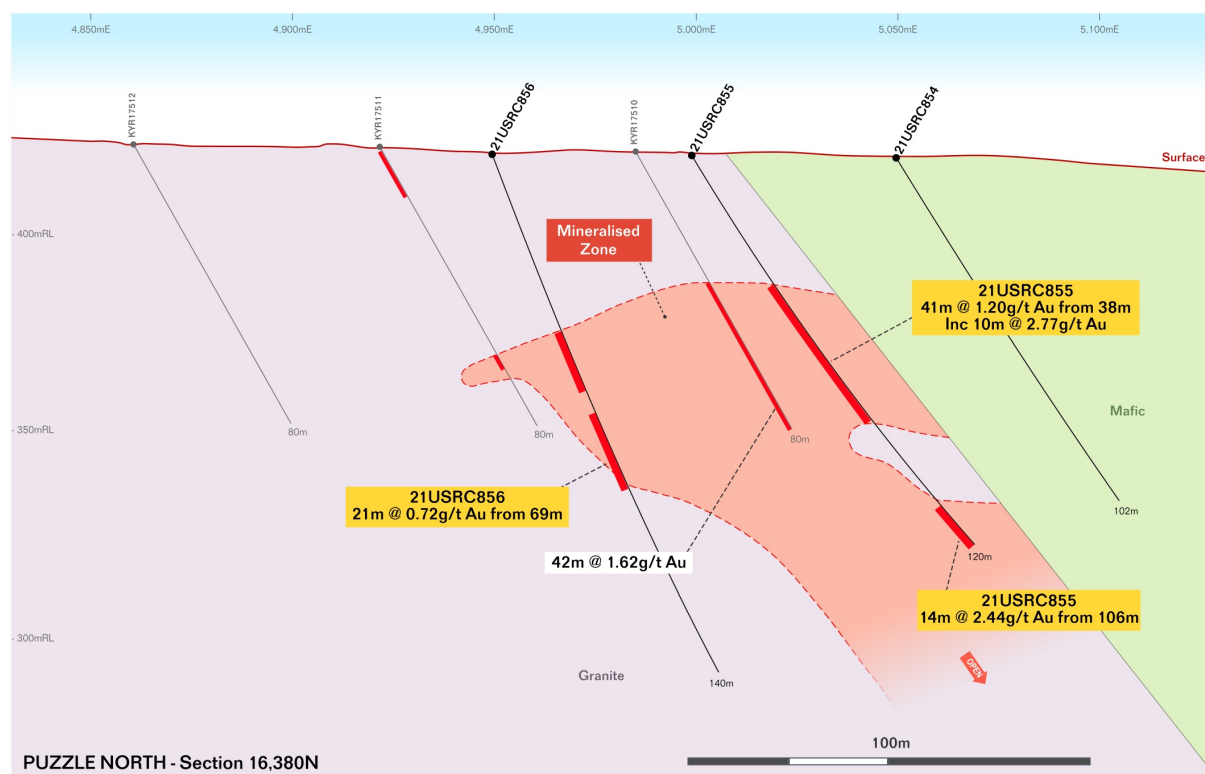 4,850mE
4,900mE
4,950mE
5,000mE
5,050mE
5,100mE
KYR17512
KYR17511
21USRC856
KYR17510
21USRC855
21USRC854
Surface
- 400mRL
Mineralised
Zone
21USRC855
41m @ 1.20g/t Au from 38m
Inc 10m @ 2.77g/t Au
Mafic
- 350mRL
80m
80m
80m
21USRC856
21m @ 0.72g/t Au from 69m
102m
42m @ 1.62g/t Au
120m
21USRC855
14m @ 2.44g/t Au from 106m
- 300mRL
OPEN
Granite
140m
100m
PUZZLE NORTH - Section 16,380N